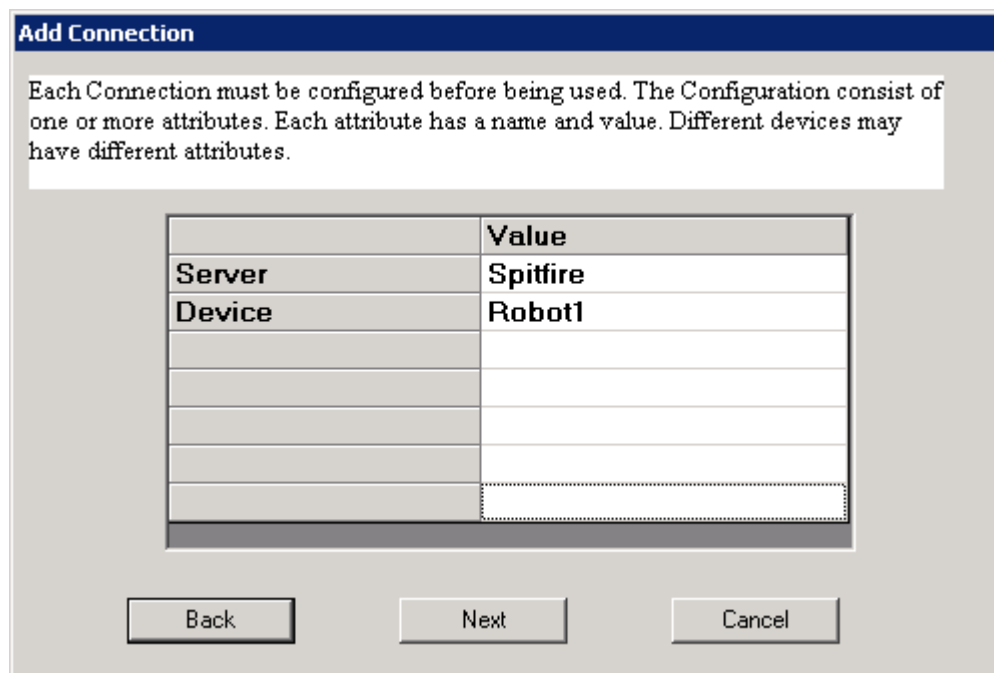 Add Connection
Each Connection must be configured before being used. The Configuration consist of
one or more attributes. Each attribute has a name and value. Different devices may
have different attributes.
Value
Server Spitfire
Device Robot1
Back Next Cancel